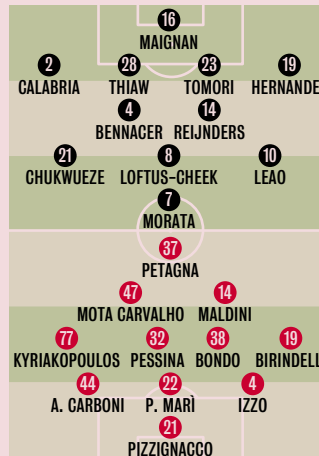 16
MAIGNAN
2 28 23 19
CALABRIA THIAW TOMORI HERNANDE
4 14
BENNACER REIJNDERS
21 8 10
CHUKWUEZE LOFTUS-CHEEK LEAO
7
MORATA
37
PETAGNA
47 14
MOTA CARVALHO MALDINI
77 32 38 19
KYRIAKOPOULOS PESSINA BONDO BIRINDELL
44 22 4
A. CARBONI P. MARÌ IZZO
21
PIZZIGNACCO